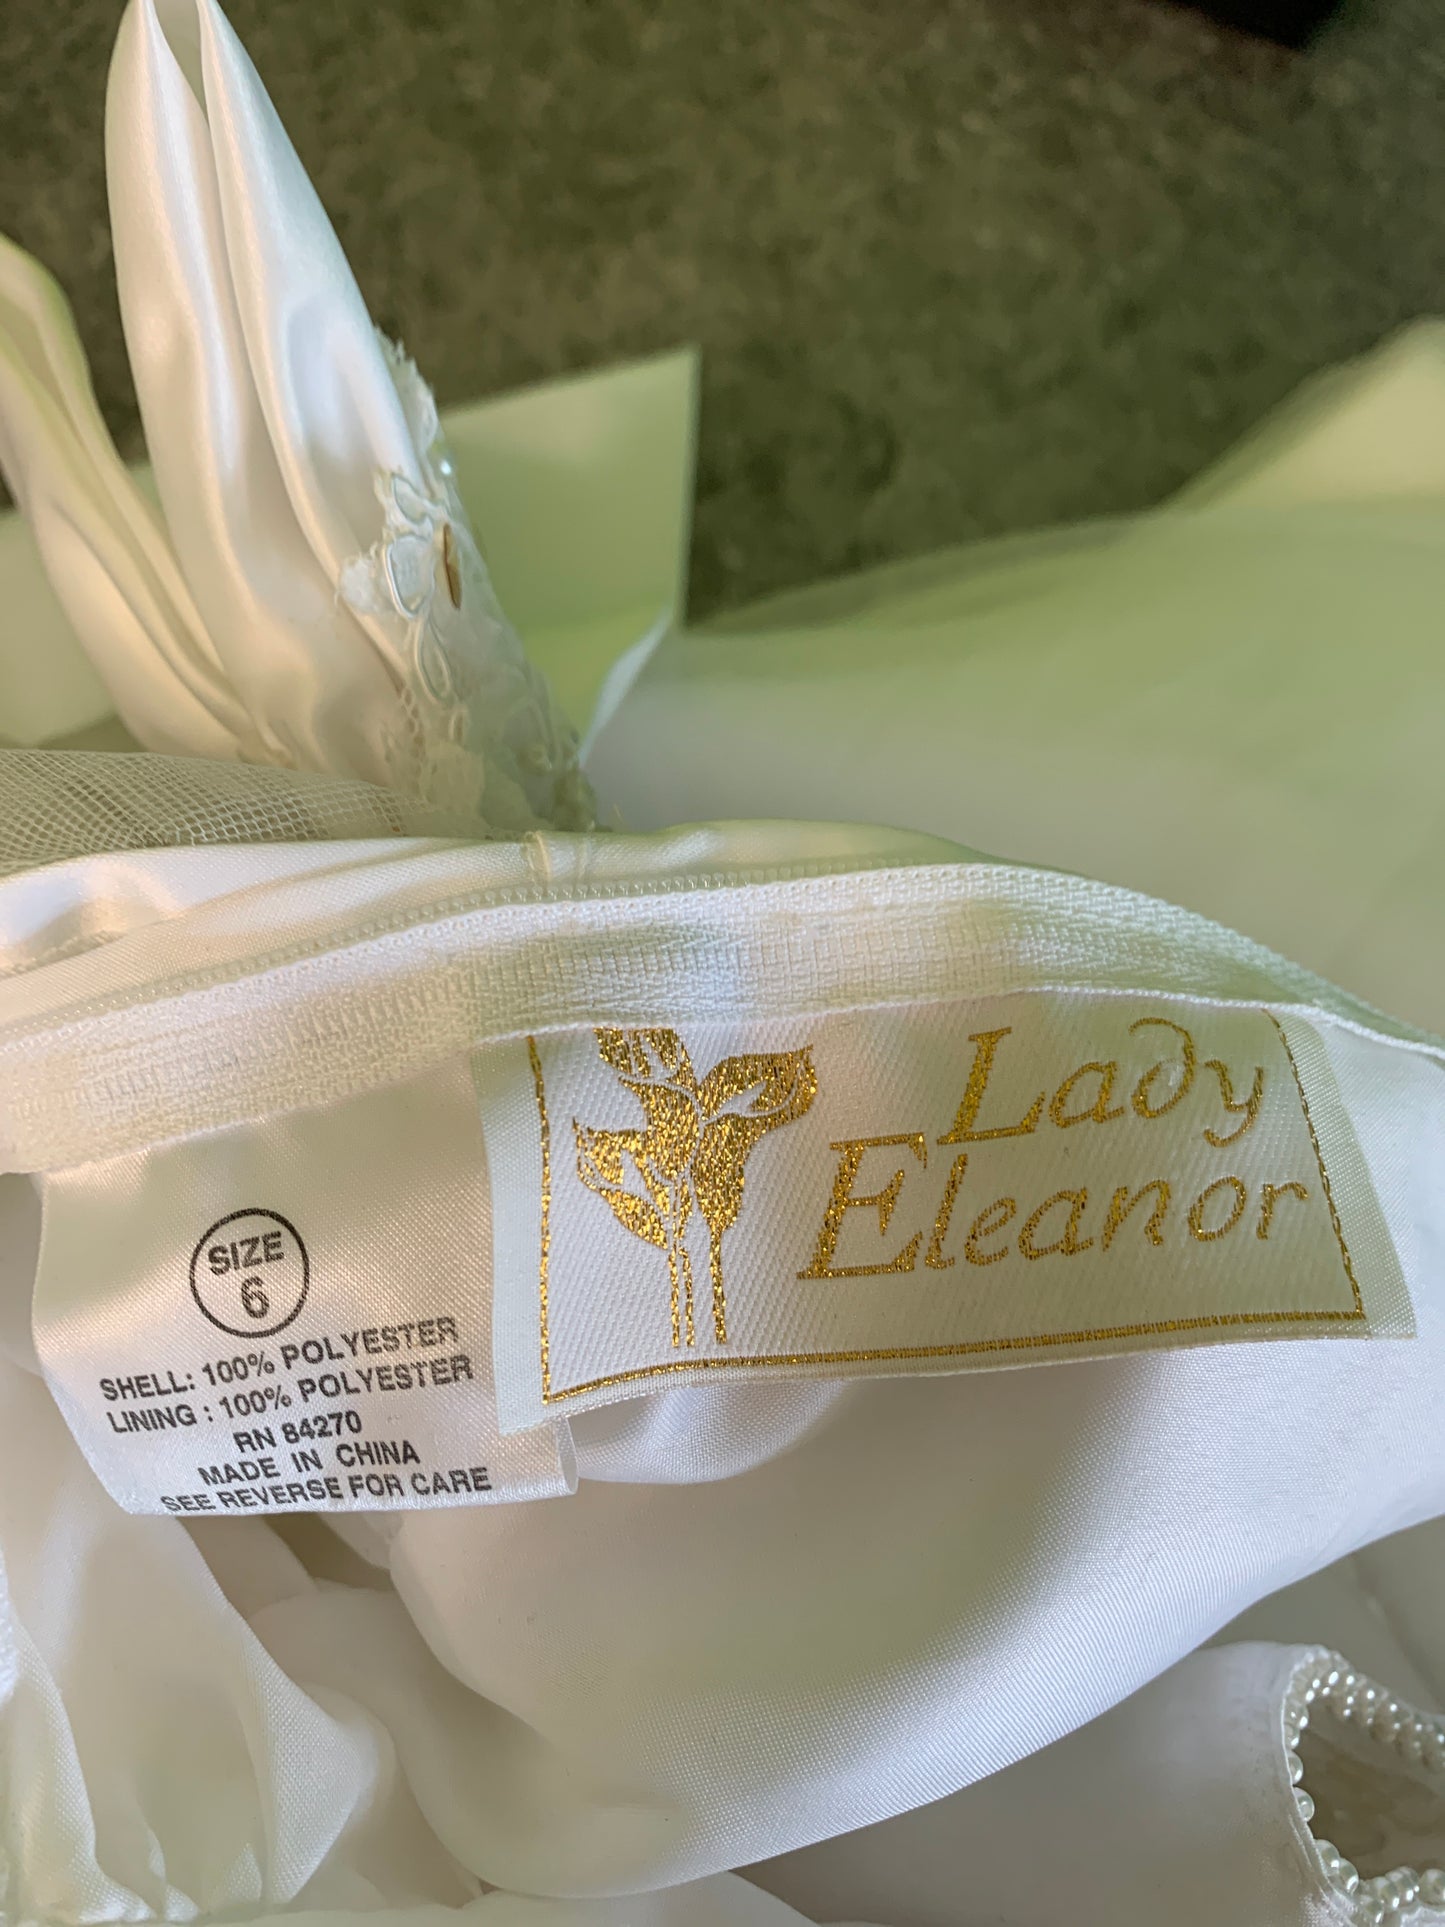 Lady
Eleanor
SIZE
6
SHELL: 100% POLYESTER
LINING : 100% POLYESTER
RN 84270
MADE IN CHINA
SEE REVERSE FOR CARE